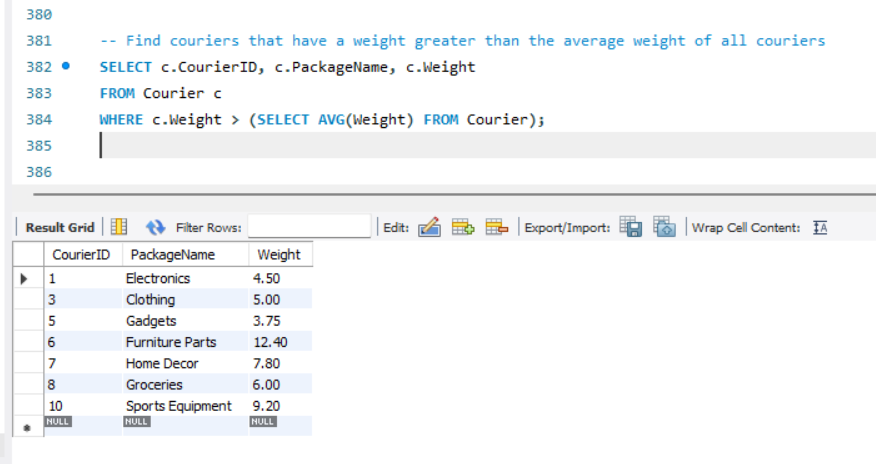 380
381 -- Find couriers that have a weight greater than the average weight of all couriers
382 SELECT c.CourierID, c.PackageName, c.Weight
383 FROM Courier c
384 WHERE c.Weight > (SELECT AVG(Weight) FROM Courier);
385
386
Result Grid Filter Rows: Edit: Export/Import: Wrap Cell Content: IA
CourierID PackageName Weight
1 Electronics 4.50
3 Clothing 5.00
5 Gadgets 3.75
6 Furniture Parts 12.40
7 Home Decor 7.80
8 Groceries 6.00
10 Sports Equipment 9.20
NULL NULL NULL